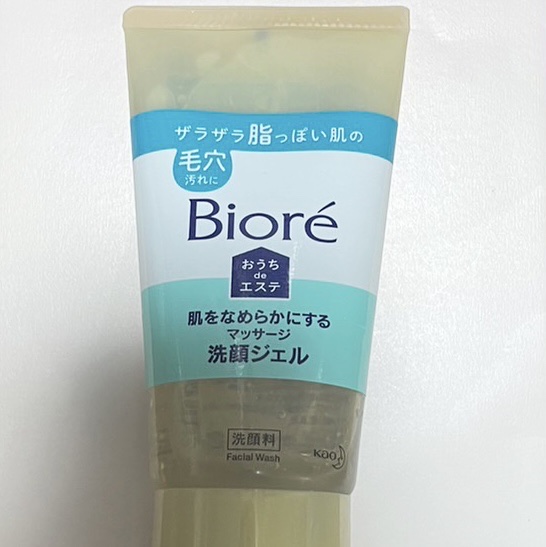 ザラザラ脂っぽい肌の
毛穴
汚れに
Bioré
おうち
de
エステ
肌をなめらかにする
マッサージ
洗顔ジェル
洗顔料
Facial Wash
Kao